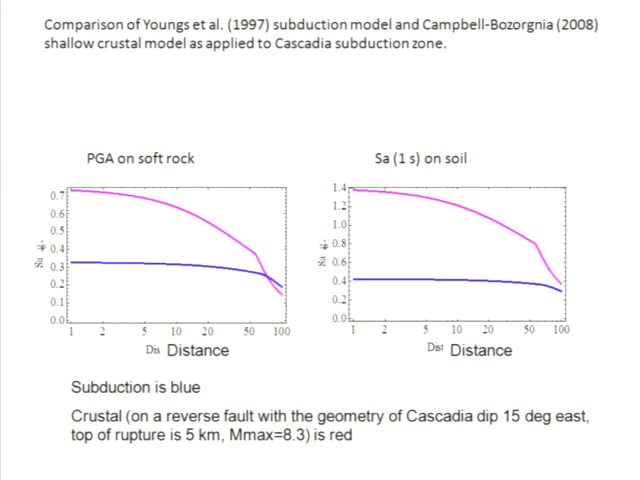 Comparison of Youngs et al. (1997) subduction model and Campbell-Bozorgnia (2008)
shallow crustal model as applied to Cascadia subduction zone.
PGA on soft rock
Sa (1 s) on soil
0.7
0.6
0.5
0.4
0.3
0.2
0.1
0.0
Sa
1 2 5 10 20 50 100
Dis Distance
1.4
1.2
1.0
0.8
0.6
0.4
0.2
0.0
Sa
1 2 5 10 20 50 100
Dist Distance
Subduction is blue
Crustal (on a reverse fault with the geometry of Cascadia dip 15 deg east,
top of rupture is 5 km, Mmax=8.3) is red